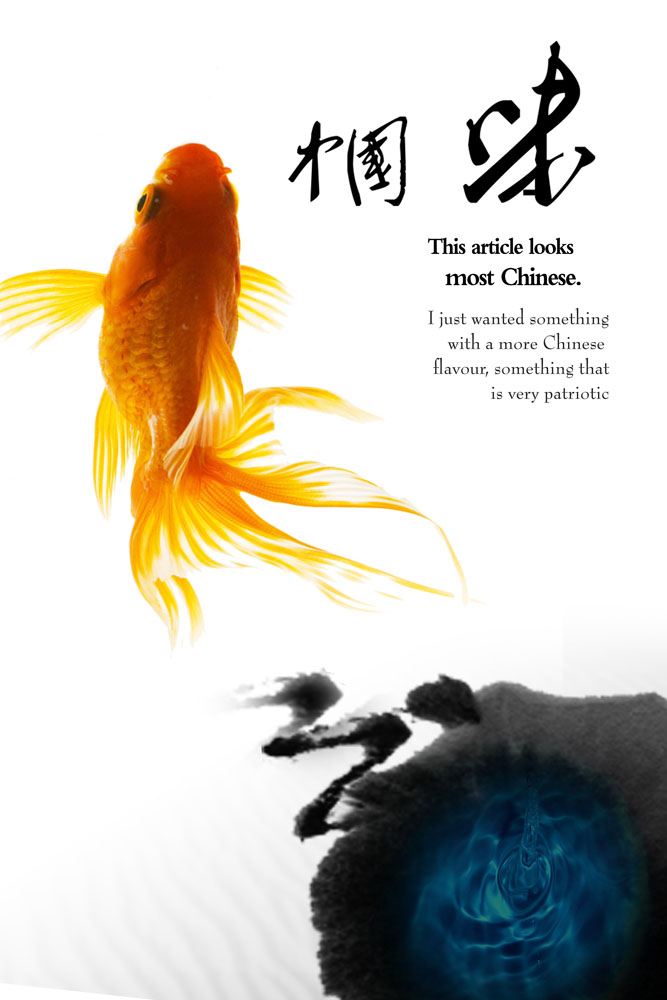 中國 味
This article looks
most Chinese.
I just wanted something
with a more Chinese
flavour, something that
is very patriotic